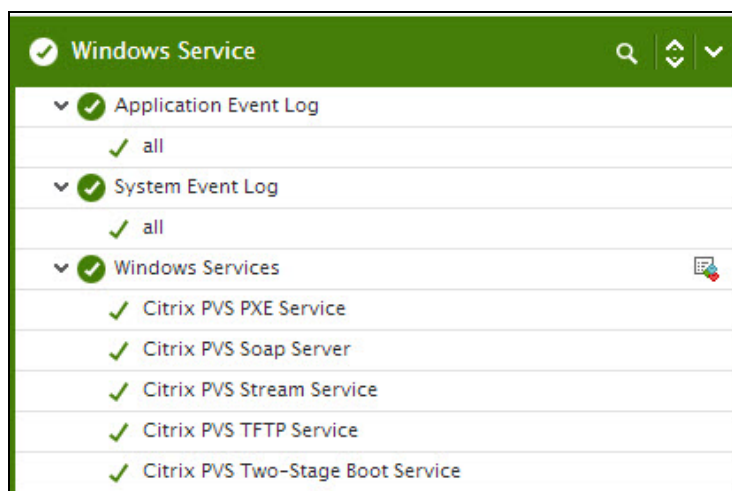 Windows Service
Application Event Log
all
System Event Log
all
Windows Services
Citrix PVS PXE Service
Citrix PVS Soap Server
Citrix PVS Stream Service
Citrix PVS TFTP Service
Citrix PVS Two-Stage Boot Service